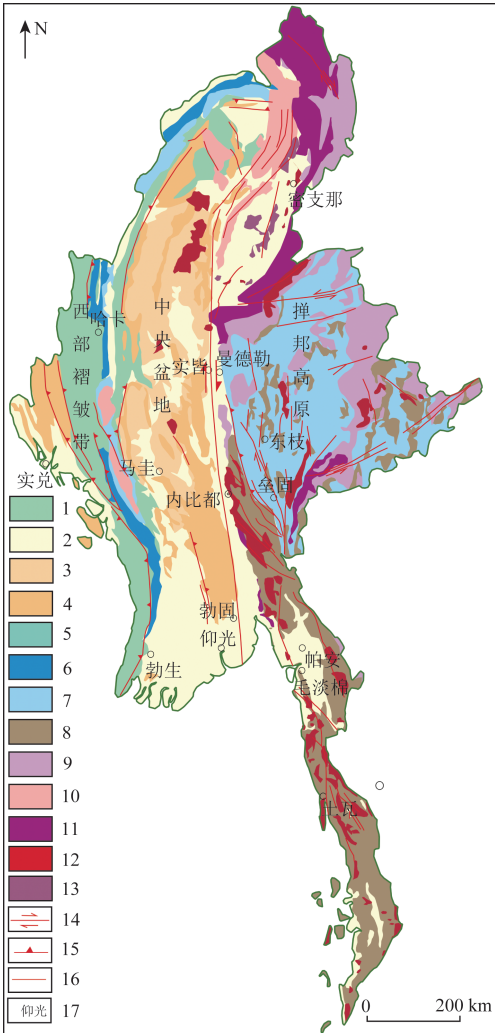 N
密支那
西部褶皱带
哈卡
中央盆地
掸邦高原
实皆
曼德勒
东枝
马圭
实兑
内比都
垒固
勃固
仰光
勃生
帕安
毛淡棉
土瓦
1
2
3
4
5
6
7
8
9
10
11
12
13
14
15
16
仰光 17
0 200 km